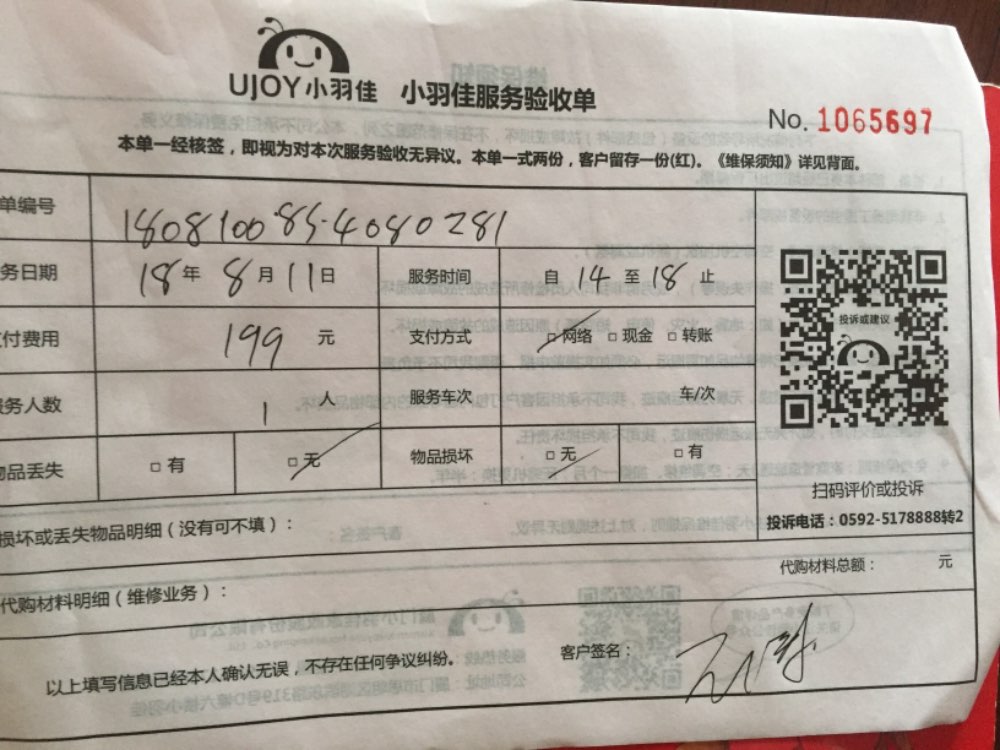 UJOY小羽佳 小羽佳服务验收单
No. 1065697
本单一经核签，即视为对本次服务验收无异议。本单一式两份，客户留存一份(红)。《维保须知》详见背面。
单编号 180810085-4080281
务日期 18年 8月 11日 服务时间 自 14 至 18 止
付费用 199 元 支付方式 □网络 □现金 □转账
投诉或建议
服务人数 1 人 服务车次 车/次
物品丢失 □有 □无 物品损坏 □无 □有
扫码评价或投诉
投诉电话：0592-5178888转2
损坏或丢失物品明细（没有可不填）：
代购材料总额： 元
代购材料明细（维修业务）：
以上填写信息已经本人确认无误，不存在任何争议纠纷。 客户签名：